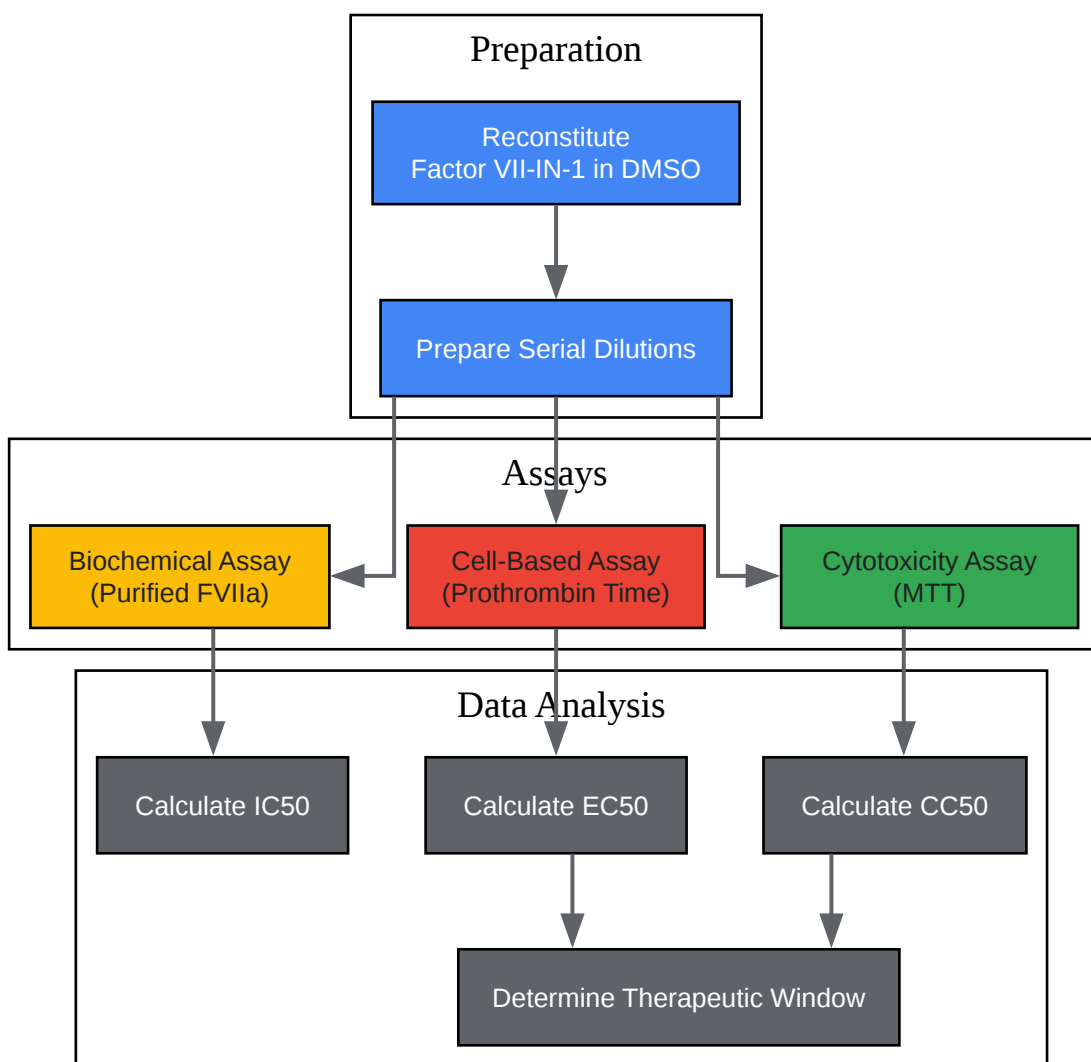 Preparation
Reconstitute
Factor VII-IN-1 in DMSO
Prepare Serial Dilutions
Assays
Biochemical Assay
(Purified FVIIa)
Cell-Based Assay
(Prothrombin Time)
Cytotoxicity Assay
(MTT)
Data Analysis
Calculate IC50
Calculate EC50
Calculate CC50
Determine Therapeutic Window